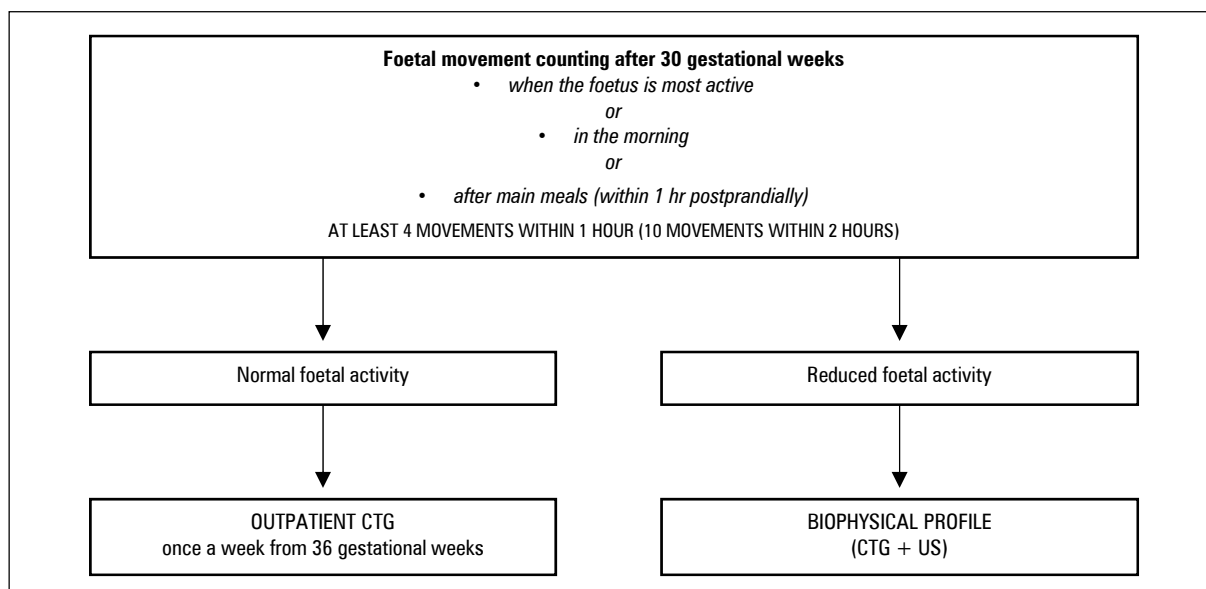 Foetal movement counting after 30 gestational weeks
• when the foetus is most active
or
• in the morning
or
• after main meals (within 1 hr postprandially)
AT LEAST 4 MOVEMENTS WITHIN 1 HOUR (10 MOVEMENTS WITHIN 2 HOURS)
Normal foetal activity
Reduced foetal activity
OUTPATIENT CTG
once a week from 36 gestational weeks
BIOPHYSICAL PROFILE
(CTG + US)